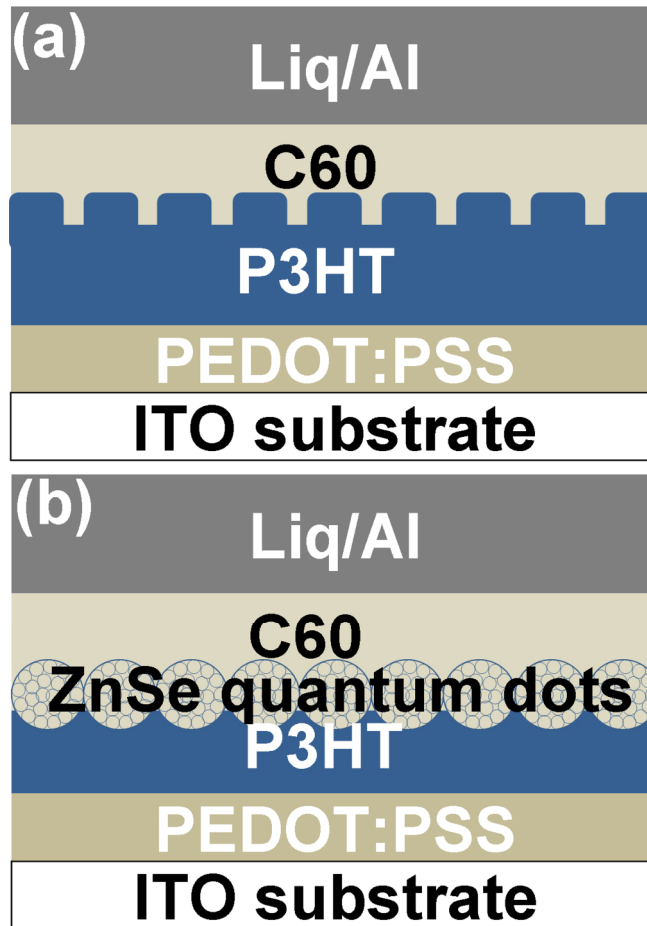 (a)
Liq/Al
C60
P3HT
PEDOT:PSS
ITO substrate
(b)
Liq/Al
C60
ZnSe quantum dots
P3HT
PEDOT:PSS
ITO substrate